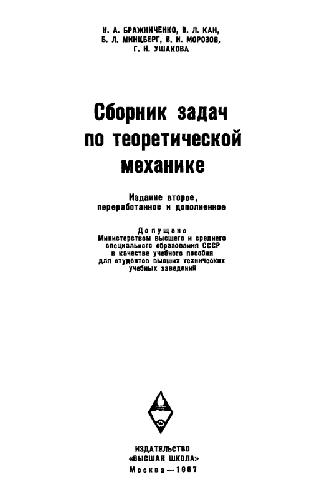 Н. А. БРАЖНИЧЕНКО, В. Л. КАН,
Б. Л. МИНЦБЕРГ, В. И. МОРОЗОВ,
Г. Н. УШАКОВА
Сборник задач
по теоретической
механике
Издание второе,
переработанное и дополненное
Допущено
Министерством высшего и среднего
специального образования СССР
в качестве учебного пособия
для студентов высших технических
учебных заведений
ИЗДАТЕЛЬСТВО
«ВЫСШАЯ ШКОЛА»
Москва—1967